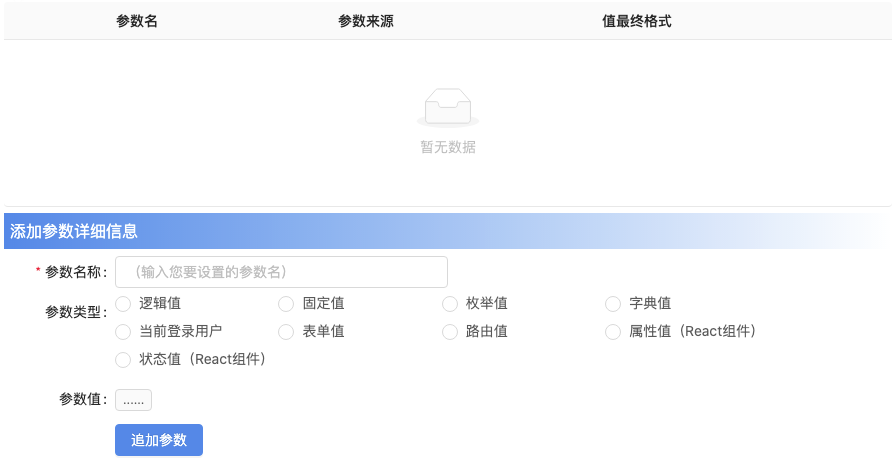 参数名 参数来源 值最终格式
暂无数据
添加参数详细信息
* 参数名称: (输入您要设置的参数名)
参数类型: 逻辑值 固定值 枚举值 字典值
当前登录用户 表单值 路由值 属性值（React组件）
状态值（React组件）
参数值: ......
追加参数